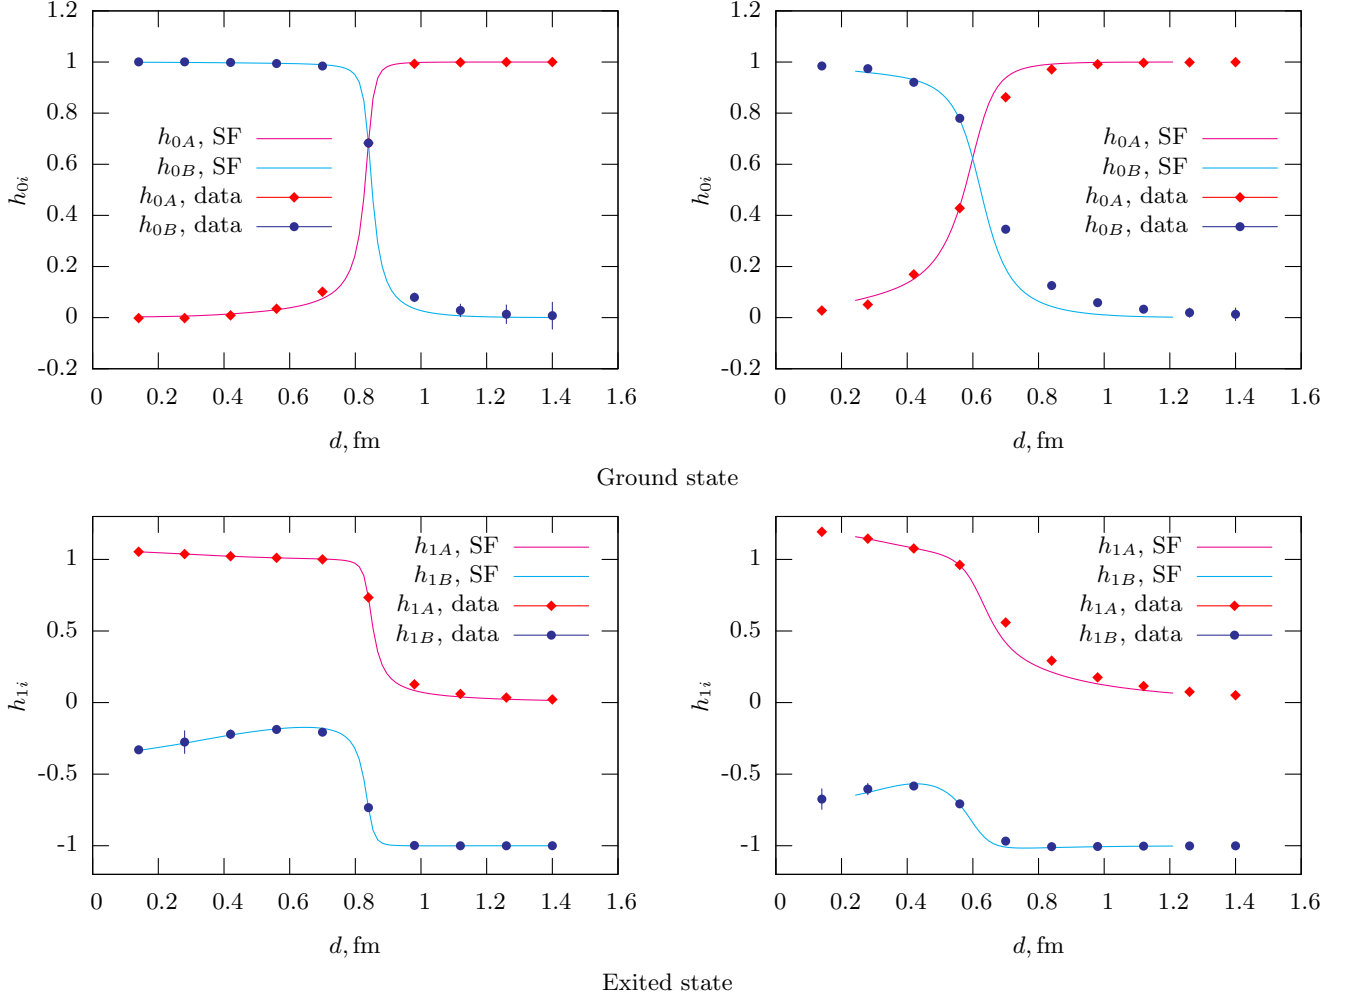 1.2
1
0.8
0.6
0.4
0.2
0
-0.2
h0i
h0A, SF
h0B, SF
h0A, data
h0B, data
0 0.2 0.4 0.6 0.8 1 1.2 1.4 1.6
d, fm
1.2
1
0.8
0.6
0.4
0.2
0
-0.2
h0i
h0A, SF
h0B, SF
h0A, data
h0B, data
0 0.2 0.4 0.6 0.8 1 1.2 1.4 1.6
d, fm
Ground state
1
0.5
0
-0.5
-1
h1i
h1A, SF
h1B, SF
h1A, data
h1B, data
0 0.2 0.4 0.6 0.8 1 1.2 1.4 1.6
d, fm
1
0.5
0
-0.5
-1
h1i
h1A, SF
h1B, SF
h1A, data
h1B, data
0 0.2 0.4 0.6 0.8 1 1.2 1.4 1.6
d, fm
Exited state